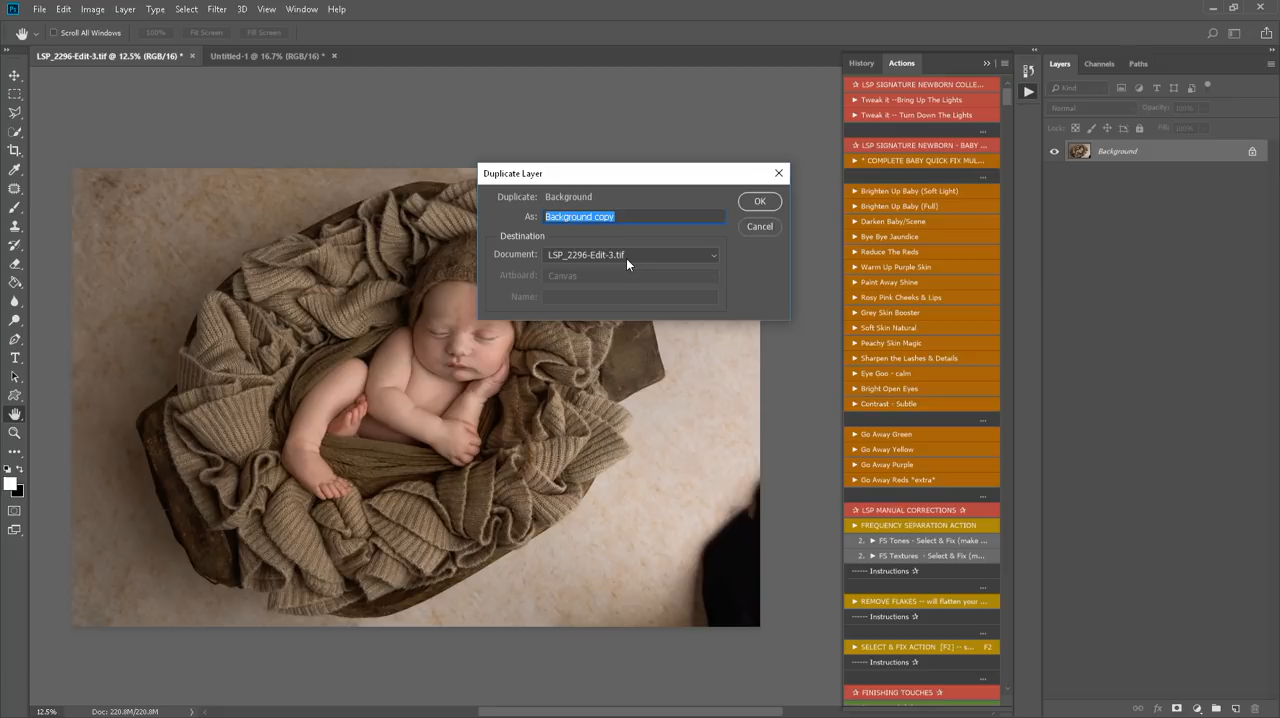 Ps File Edit Image Layer Type Select Filter 3D View Window Help
Scroll All Windows 100% Fit Screen Fill Screen
LSP_2296-Edit-3.tif @ 12.5% (RGB/16) * × Untitled-1 @ 16.7% (RGB/16) * ×
History Actions
✰ LSP SIGNATURE NEWBORN COLLE...
Tweak it --Bring Up The Lights
Tweak it -- Turn Down The Lights
...
✰ LSP SIGNATURE NEWBORN - BABY ...
* COMPLETE BABY QUICK FIX MUL...
...
Brighten Up Baby (Soft Light)
Brighten Up Baby (Full)
Darken Baby/Scene
Bye Bye Jaundice
Reduce The Reds
Warm Up Purple Skin
Paint Away Shine
Rosy Pink Cheeks & Lips
Grey Skin Booster
Soft Skin Natural
Peachy Skin Magic
Sharpen the Lashes & Details
Eye Goo - calm
Bright Open Eyes
Contrast - Subtle
...
Go Away Green
Go Away Yellow
Go Away Purple
Go Away Reds *extra*
...
✰ LSP MANUAL CORRECTIONS ✰
FREQUENCY SEPARATION ACTION
2. ▶ FS Tones - Select & Fix (make ...
2. ▶ FS Textures - Select & Fix (m...
------ Instructions ✰
...
REMOVE FLAKES -- will flatten your ...
------ Instructions ✰
...
SELECT & FIX ACTION [F2] -- s... F2
------ Instructions ✰
...
✰ FINISHING TOUCHES ✰
Layers Channels Paths
Kind
Normal Opacity: 100%
Lock: Fill: 100%
Background
Duplicate Layer
Duplicate: Background
As: Background copy
Destination
Document: LSP_2296-Edit-3.tif
Artboard: Canvas
Name:
OK
Cancel
12.5% Doc: 220.8M/220.8M